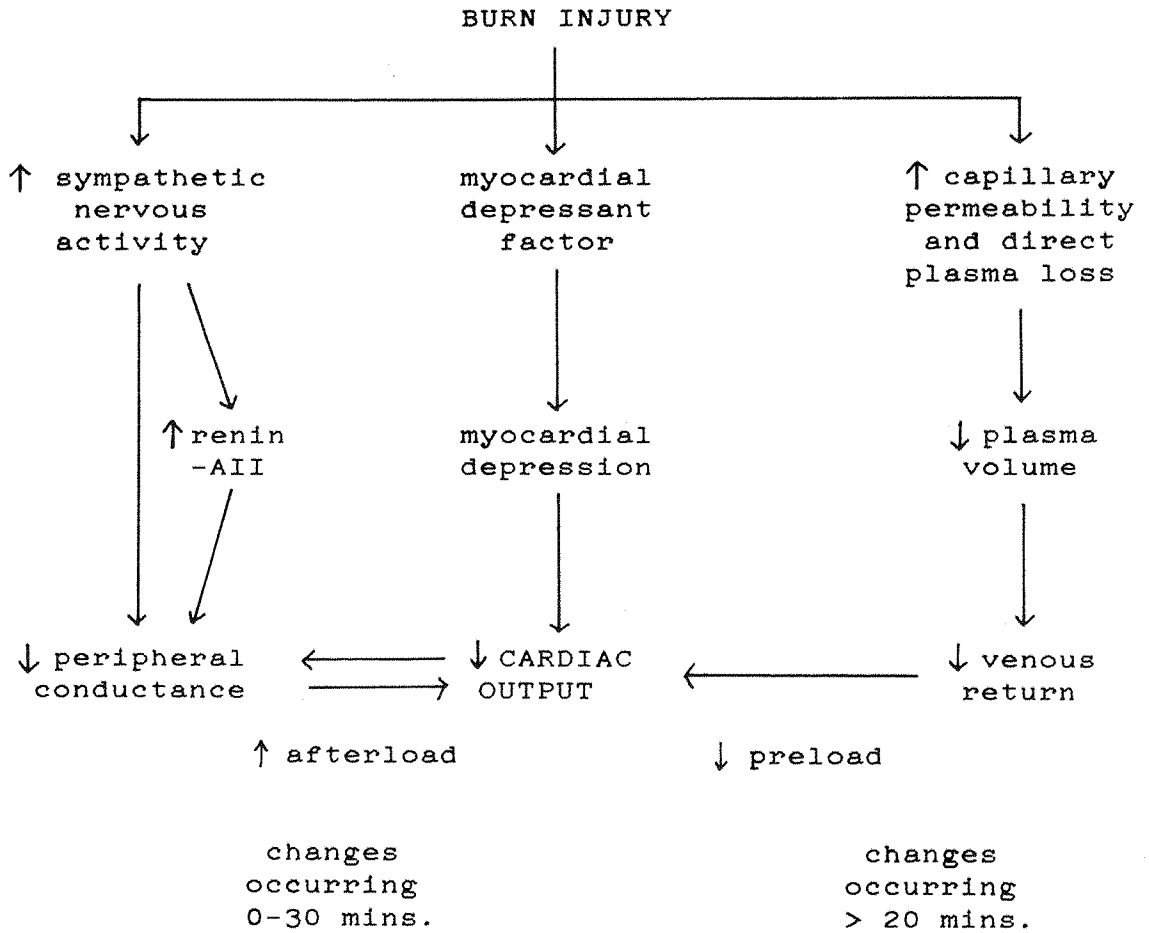 BURN INJURY
↑ sympathetic
nervous
activity
myocardial
depressant
factor
↑ capillary
permeability
and direct
plasma loss
↑ renin
-AII
myocardial
depression
↓ plasma
volume
↓ peripheral
conductance
↓ CARDIAC
OUTPUT
↓ venous
return
↑ afterload
↓ preload
changes
occurring
0-30 mins.
changes
occurring
> 20 mins.